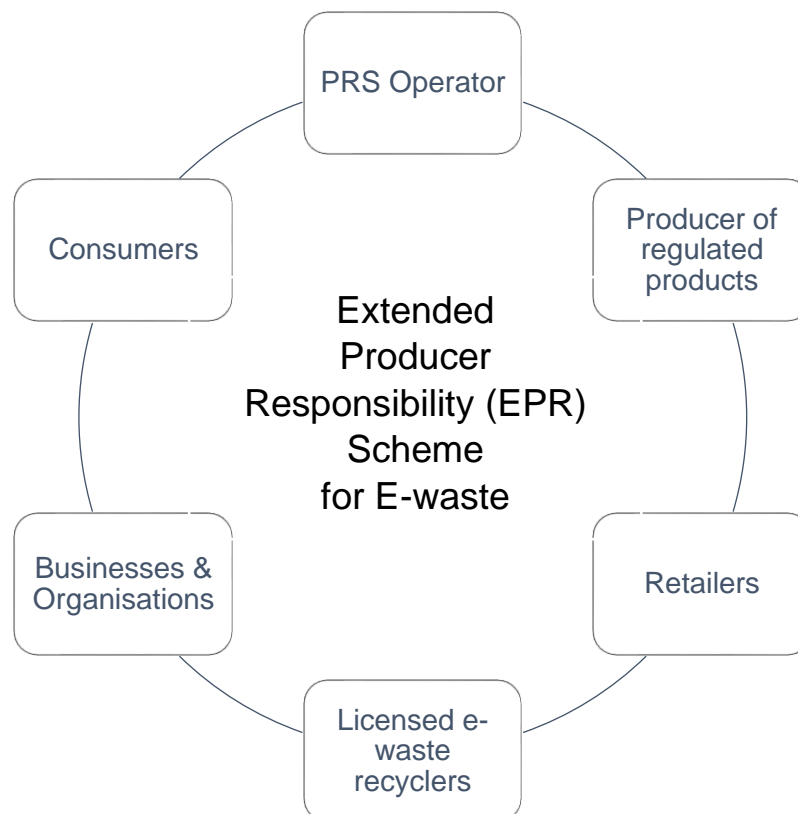 PRS Operator
Producer of
regulated
products
Retailers
Licensed e-
waste
recyclers
Businesses &
Organisations
Consumers
Extended
Producer
Responsibility (EPR)
Scheme
for E-waste